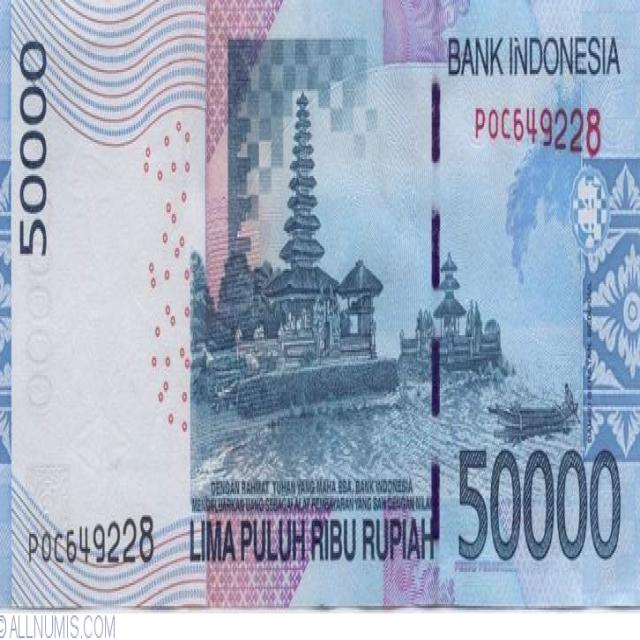 50000
BANK INDONESIA
POC649228
DENGAN RAHMAT TUHAN YANG MAHA ESA, BANK INDONESIA
MENGELUARKAN UANG SEBAGAI ALAT PEMBAYARAN YANG SAH DENGAN NILAI
LIMA PULUH RIBU RUPIAH
50000
POC649228
© ALLNUMIS.COM